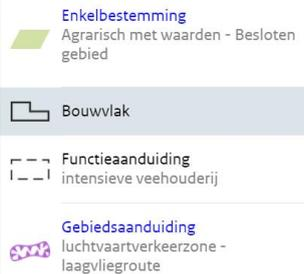 Enkelbestemming
Agrarisch met waarden - Besloten
gebied
Bouwvlak
Functieaanduiding
intensieve veehouderij
Gebiedsaanduiding
luchtvaartverkeerzone -
laagvliegroute